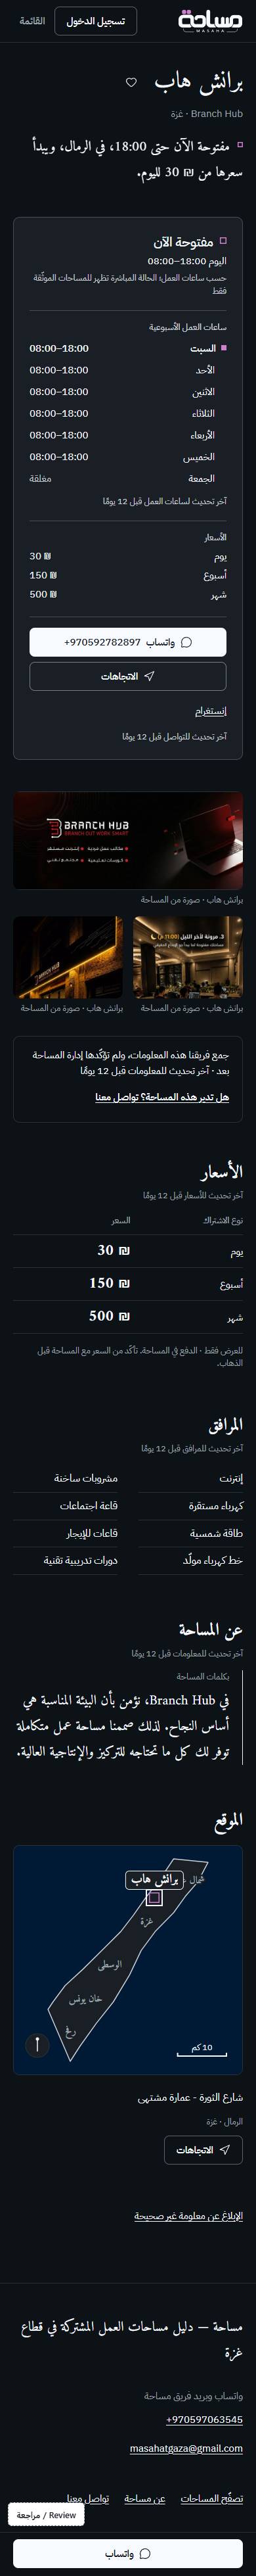 مساحة
MASAHA
تسجيل الدخول
القائمة
برانش هاب
Branch Hub · غزة
مفتوحة الآن حتى 18:00، في الرمال، ويبدأ
سعرها من ₪ 30 لليوم.
مفتوحة الآن
اليوم 18:00–08:00
حسب ساعات العمل؛ الحالة المباشرة تظهر للمساحات الموثّقة
فقط
ساعات العمل الأسبوعية
السبت 18:00–08:00
الأحد 18:00–08:00
الاثنين 18:00–08:00
الثلاثاء 18:00–08:00
الأربعاء 18:00–08:00
الخميس 18:00–08:00
الجمعة مغلقة
آخر تحديث لساعات العمل قبل 12 يومًا
الأسعار
يوم ₪ 30
أسبوع ₪ 150
شهر ₪ 500
واتساب +970592782897
الاتجاهات
إنستغرام
آخر تحديث للتواصل قبل 12 يومًا
BRANCH HUB
BRANCH OUT WORK SMART
برانش هاب · صورة من المساحة
برانش هاب · صورة من المساحة
برانش هاب · صورة من المساحة
جمع فريقنا هذه المعلومات، ولم تؤكّدها إدارة المساحة
بعد · آخر تحديث للمعلومات قبل 12 يومًا
هل تدير هذه المساحة؟ تواصل معنا
الأسعار
آخر تحديث للأسعار قبل 12 يومًا
نوع الاشتراك السعر
يوم ₪ 30
أسبوع ₪ 150
شهر ₪ 500
للعرض فقط · الدفع في المساحة. تأكّد من السعر مع المساحة قبل
الذهاب.
المرافق
آخر تحديث للمرافق قبل 12 يومًا
إنترنت مشروبات ساخنة
كهرباء مستقرة قاعة اجتماعات
طاقة شمسية قاعات للإيجار
خط كهرباء مولّد دورات تدريبية تقنية
عن المساحة
آخر تحديث للمعلومات قبل 12 يومًا
بكلمات المساحة
في Branch Hub، نؤمن بأن البيئة المناسبة هي
أساس النجاح. لذلك صممنا مساحة عمل متكاملة
توفر لك كل ما تحتاجه للتركيز والإنتاجية العالية.
الموقع
شمال
برانش هاب
غزة
الوسطى
خان يونس
رفح
10 كم
شارع الثورة - عمارة مشتهى
الرمال · غزة
الاتجاهات
الإبلاغ عن معلومة غير صحيحة
مساحة — دليل مساحات العمل المشتركة في قطاع
غزة
واتساب وبريد فريق مساحة
+970597063545
masahatgaza@gmail.com
تصفّح المساحات
عن مساحة
تواصل معنا
Review / مراجعة
واتساب